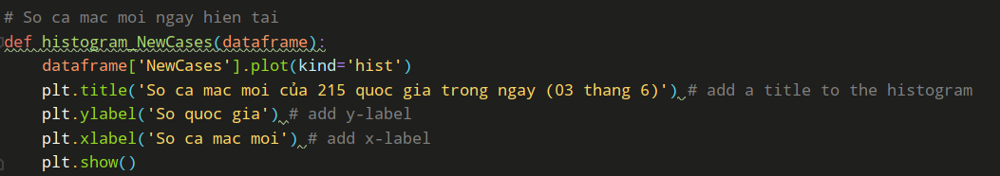 # So ca mac moi ngay hien tai
def histogram_NewCases(dataframe):
    dataframe['NewCases'].plot(kind='hist')
    plt.title('So ca mac moi của 215 quoc gia trong ngay (03 thang 6)') # add a title to the histogram
    plt.ylabel('So quoc gia') # add y-label
    plt.xlabel('So ca mac moi') # add x-label
    plt.show()